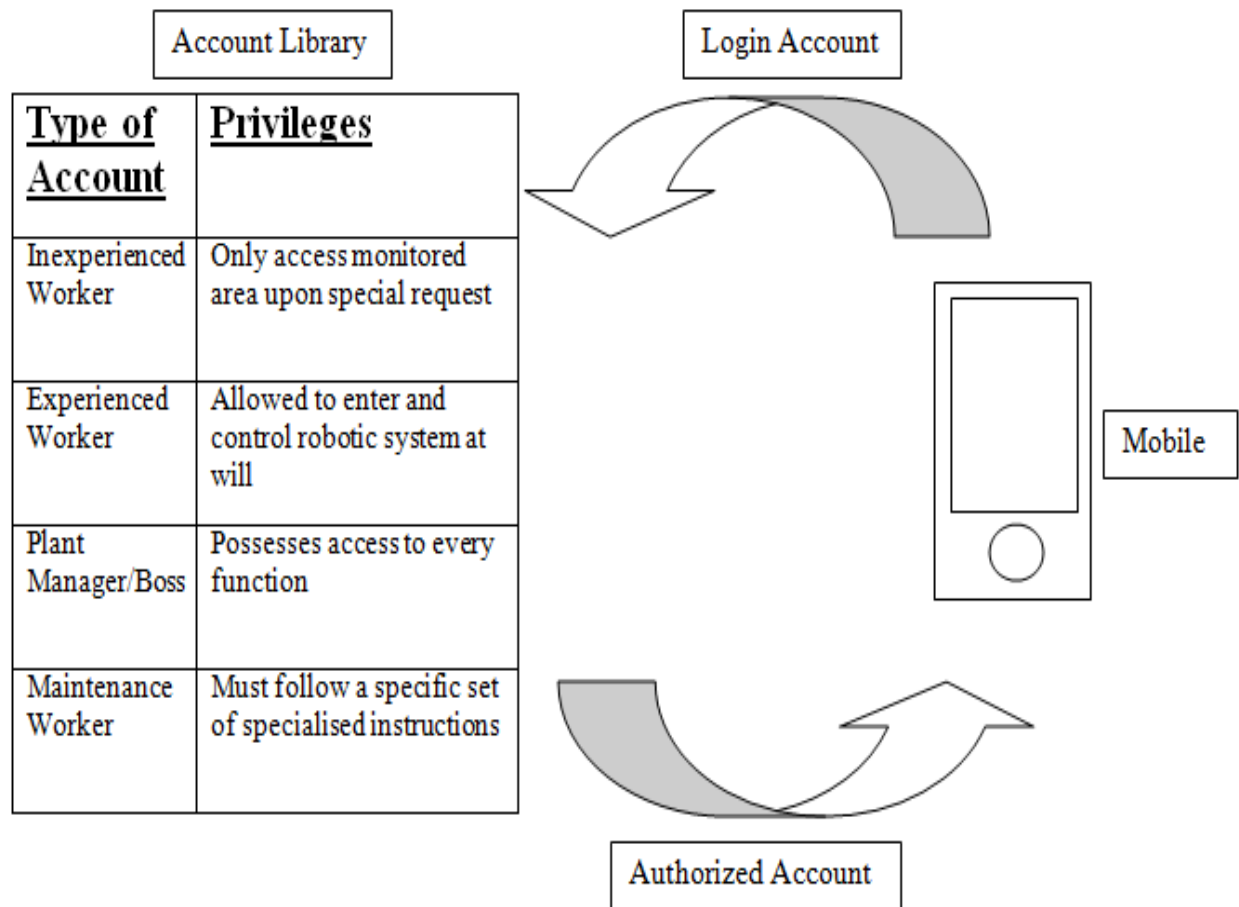 Account Library
Login Account
Type of
Account
Privileges
Inexperienced
Worker
Only access monitored
area upon special request
Experienced
Worker
Allowed to enter and
control robotic system at
will
Plant
Manager/Boss
Possesses access to every
function
Maintenance
Worker
Must follow a specific set
of specialised instructions
Mobile
Authorized Account